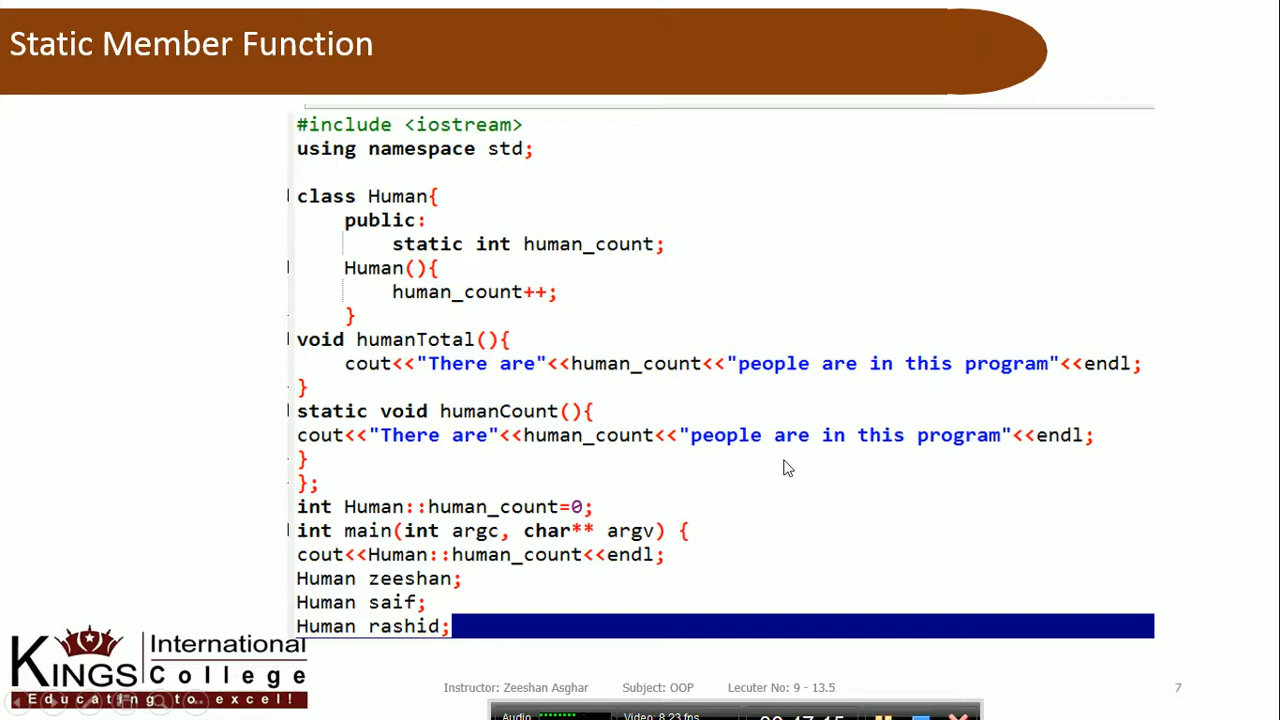 Static Member Function
#include <iostream>
using namespace std;
class Human{
public:
static int human_count;
Human(){
human_count++;
}
void humanTotal(){
cout<<"There are"<<human_count<<"people are in this program"<<endl;
}
static void humanCount(){
cout<<"There are"<<human_count<<"people are in this program"<<endl;
}
};
int Human::human_count=0;
int main(int argc, char** argv) {
cout<<Human::human_count<<endl;
Human zeeshan;
Human saif;
Human rashid;
KINGS International College
Educating to excel!
Instructor: Zeeshan Asghar Subject: OOP Lecuter No: 9 - 13.5 7
Audio Video: 8.23 fps